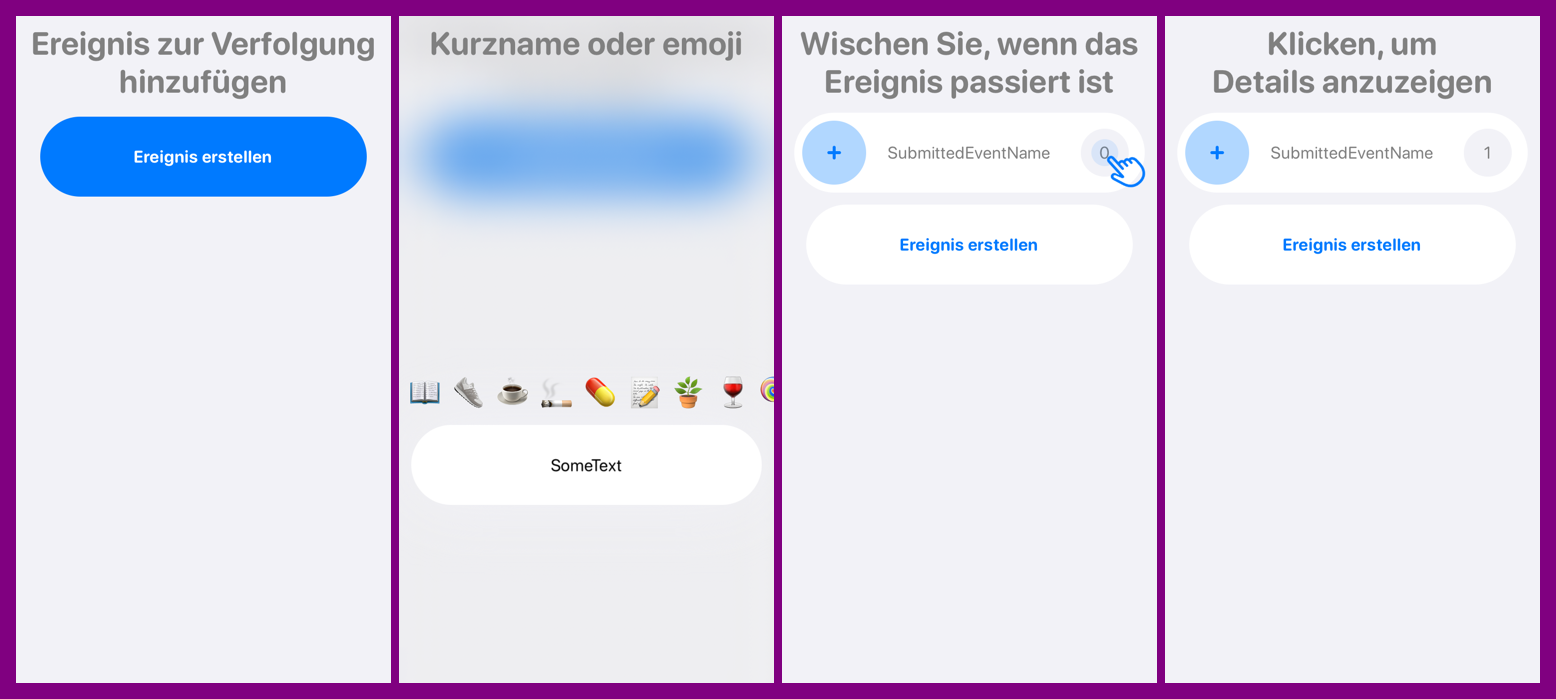 Ereignis zur Verfolgung
hinzufügen
Ereignis erstellen
Kurzname oder emoji
SomeText
Wischen Sie, wenn das
Ereignis passiert ist
+ SubmittedEventName 0
Ereignis erstellen
Klicken, um
Details anzuzeigen
+ SubmittedEventName 1
Ereignis erstellen